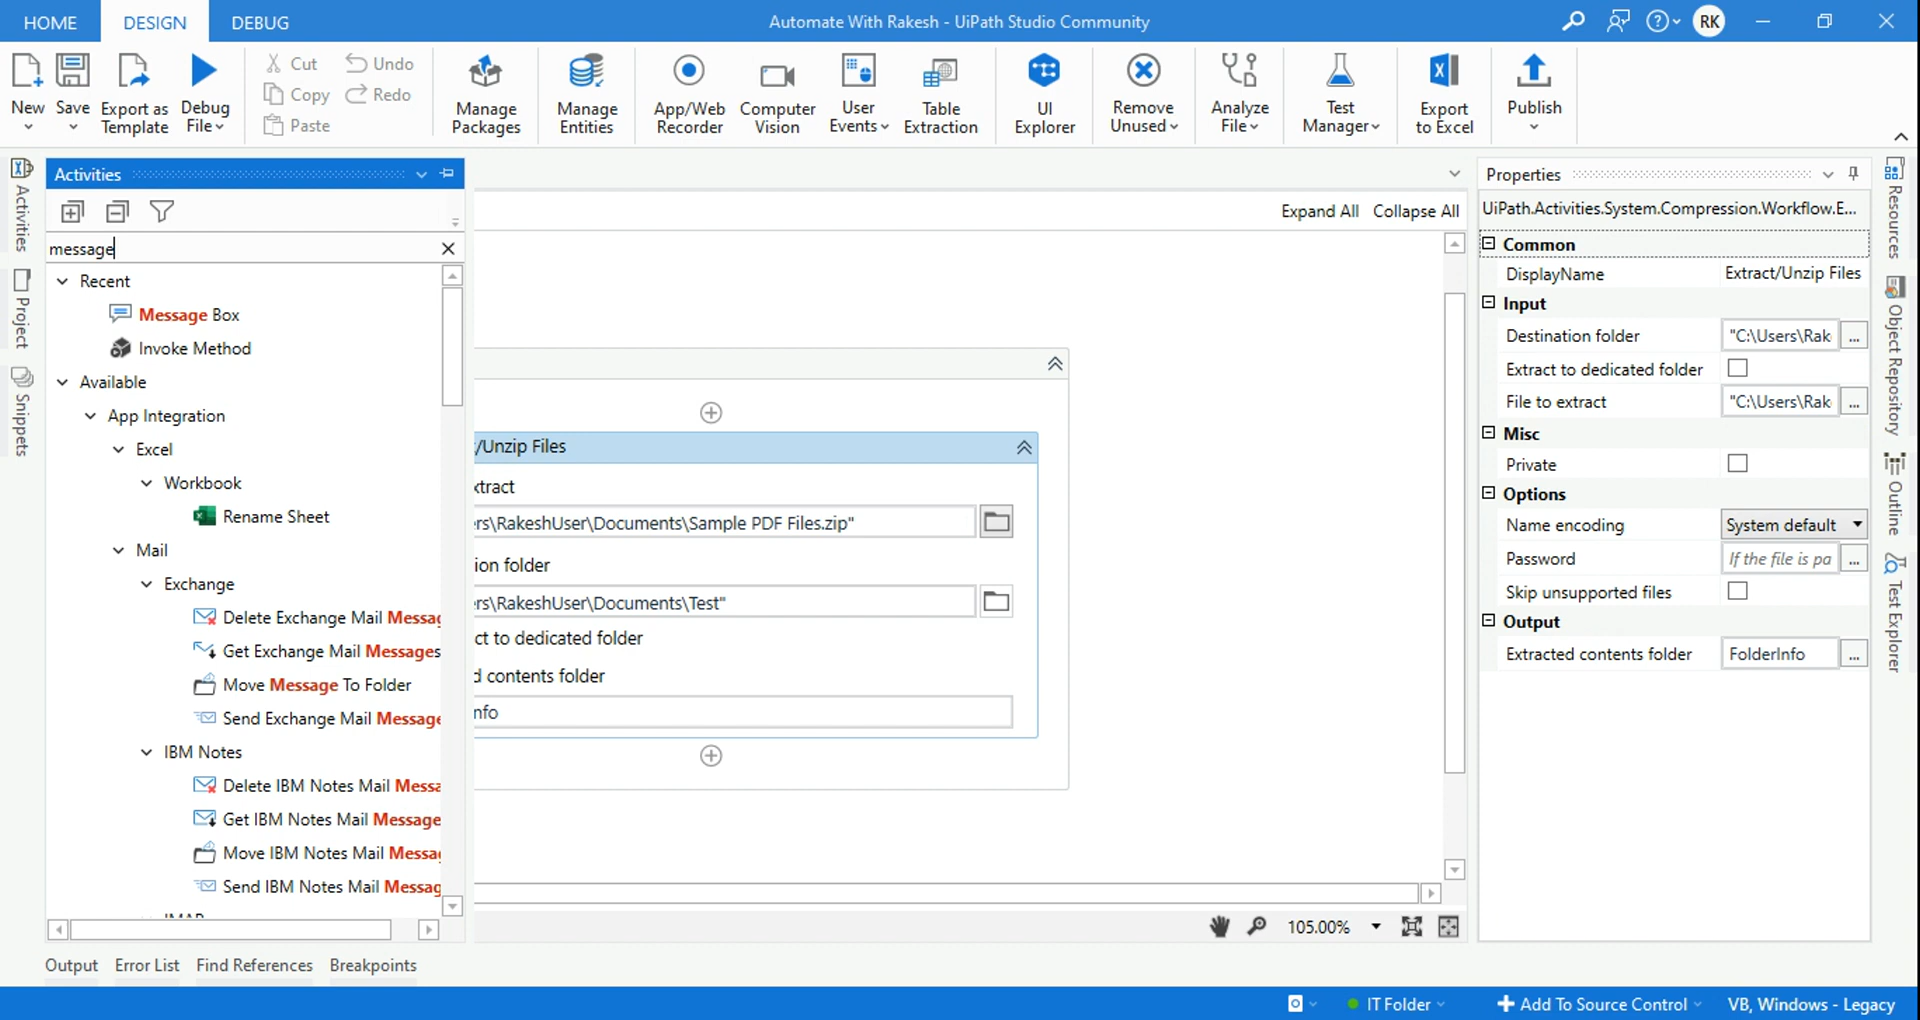 HOME DESIGN DEBUG Automate With Rakesh - UiPath Studio Community RK
New Save Export as Template Debug File
Cut Copy Paste Undo Redo
Manage Packages
Manage Entities
App/Web Recorder
Computer Vision
User Events
Table Extraction
UI Explorer
Remove Unused
Analyze File
Test Manager
Export to Excel
Publish
Activities
Project
Snippets
Activities
message
Recent
Message Box
Invoke Method
Available
App Integration
Excel
Workbook
Rename Sheet
Mail
Exchange
Delete Exchange Mail Messag
Get Exchange Mail Messages
Move Message To Folder
Send Exchange Mail Message
IBM Notes
Delete IBM Notes Mail Messa
Get IBM Notes Mail Message
Move IBM Notes Mail Messag
Send IBM Notes Mail Messag
IMAP
Expand All Collapse All
/Unzip Files
xtract
rs\RakeshUser\Documents\Sample PDF Files.zip"
ion folder
rs\RakeshUser\Documents\Test"
ct to dedicated folder
d contents folder
nfo
105.00%
Properties
UiPath.Activities.System.Compression.Workflow.E...
Common
DisplayName Extract/Unzip Files
Input
Destination folder "C:\Users\Rak ...
Extract to dedicated folder
File to extract "C:\Users\Rak ...
Misc
Private
Options
Name encoding System default
Password If the file is pa ...
Skip unsupported files
Output
Extracted contents folder FolderInfo ...
Resources
Object Repository
Outline
Test Explorer
Output Error List Find References Breakpoints
IT Folder Add To Source Control VB, Windows - Legacy